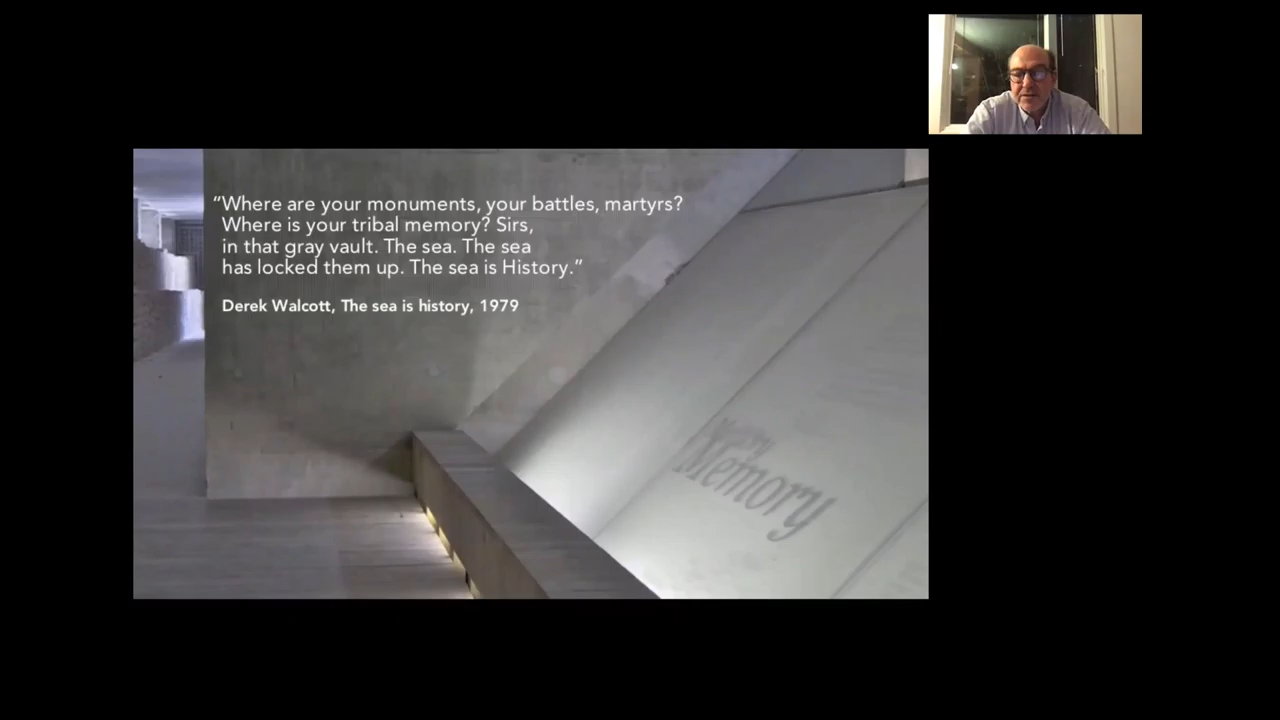 “Where are your monuments, your battles, martyrs?
Where is your tribal memory? Sirs,
in that gray vault. The sea. The sea
has locked them up. The sea is History.”
Derek Walcott, The sea is history, 1979
Memory